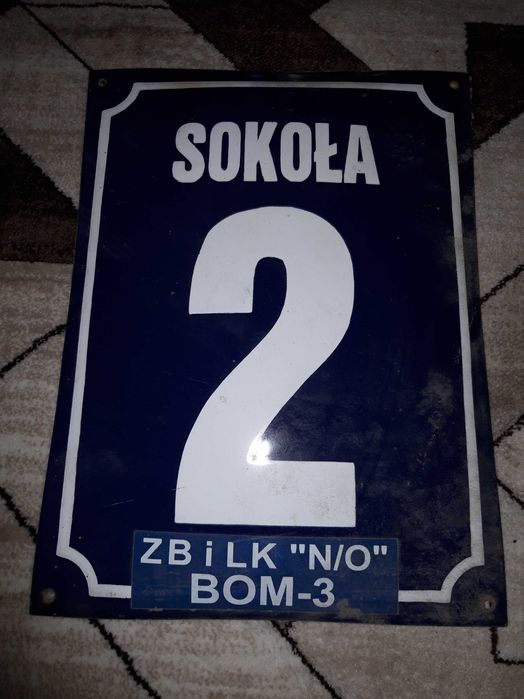 SOKOŁA
2
ZB i LK "N/O"
BOM-3